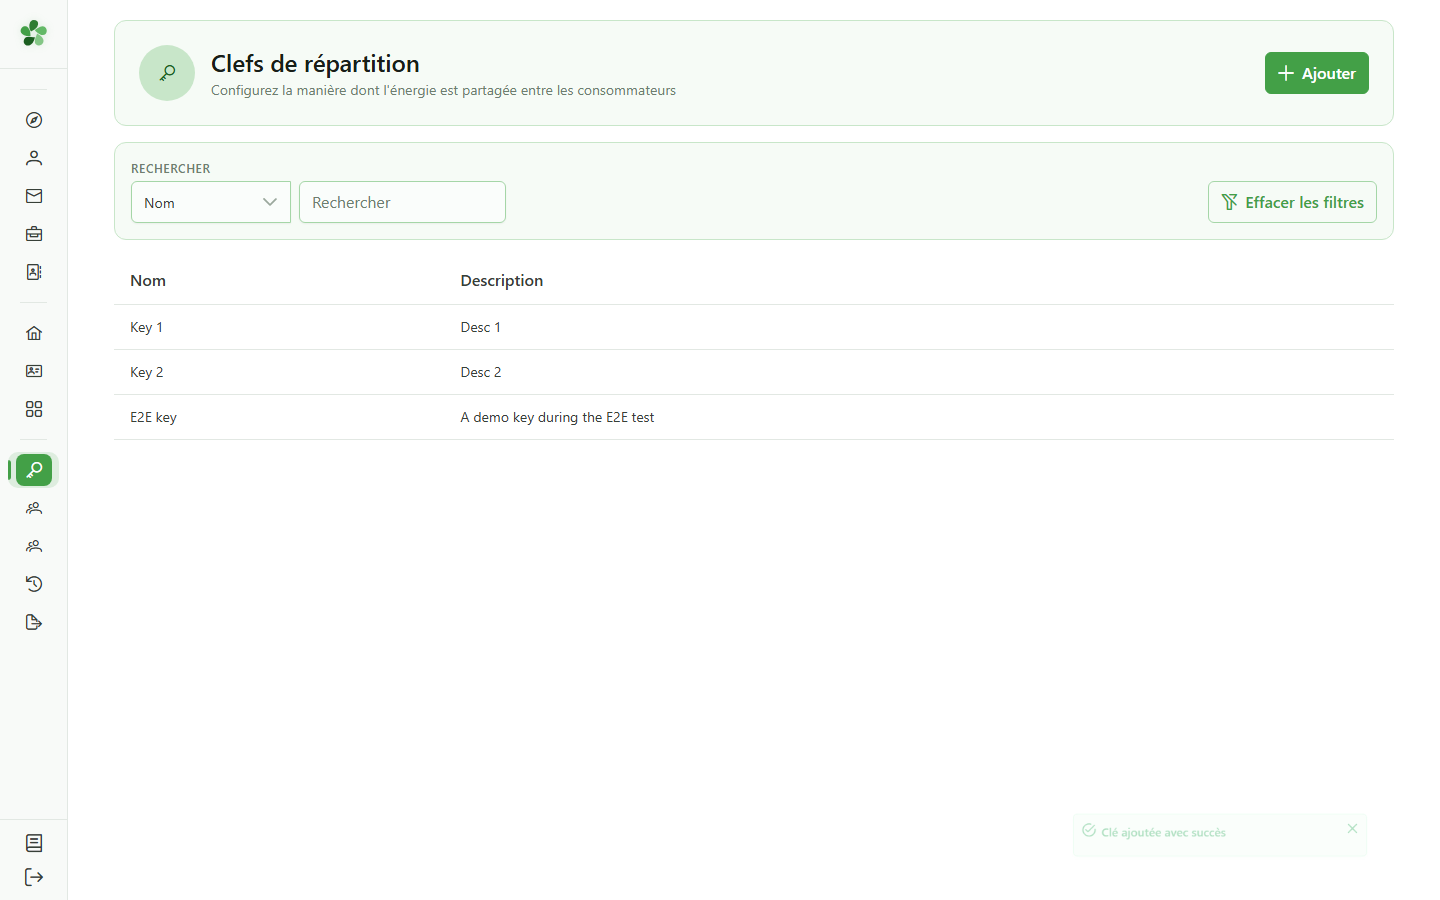 Clefs de répartition
Configurez la manière dont l'énergie est partagée entre les consommateurs
Ajouter
RECHERCHER
Nom
Rechercher
Effacer les filtres
Nom Description
Key 1 Desc 1
Key 2 Desc 2
E2E key A demo key during the E2E test
Clé ajoutée avec succès